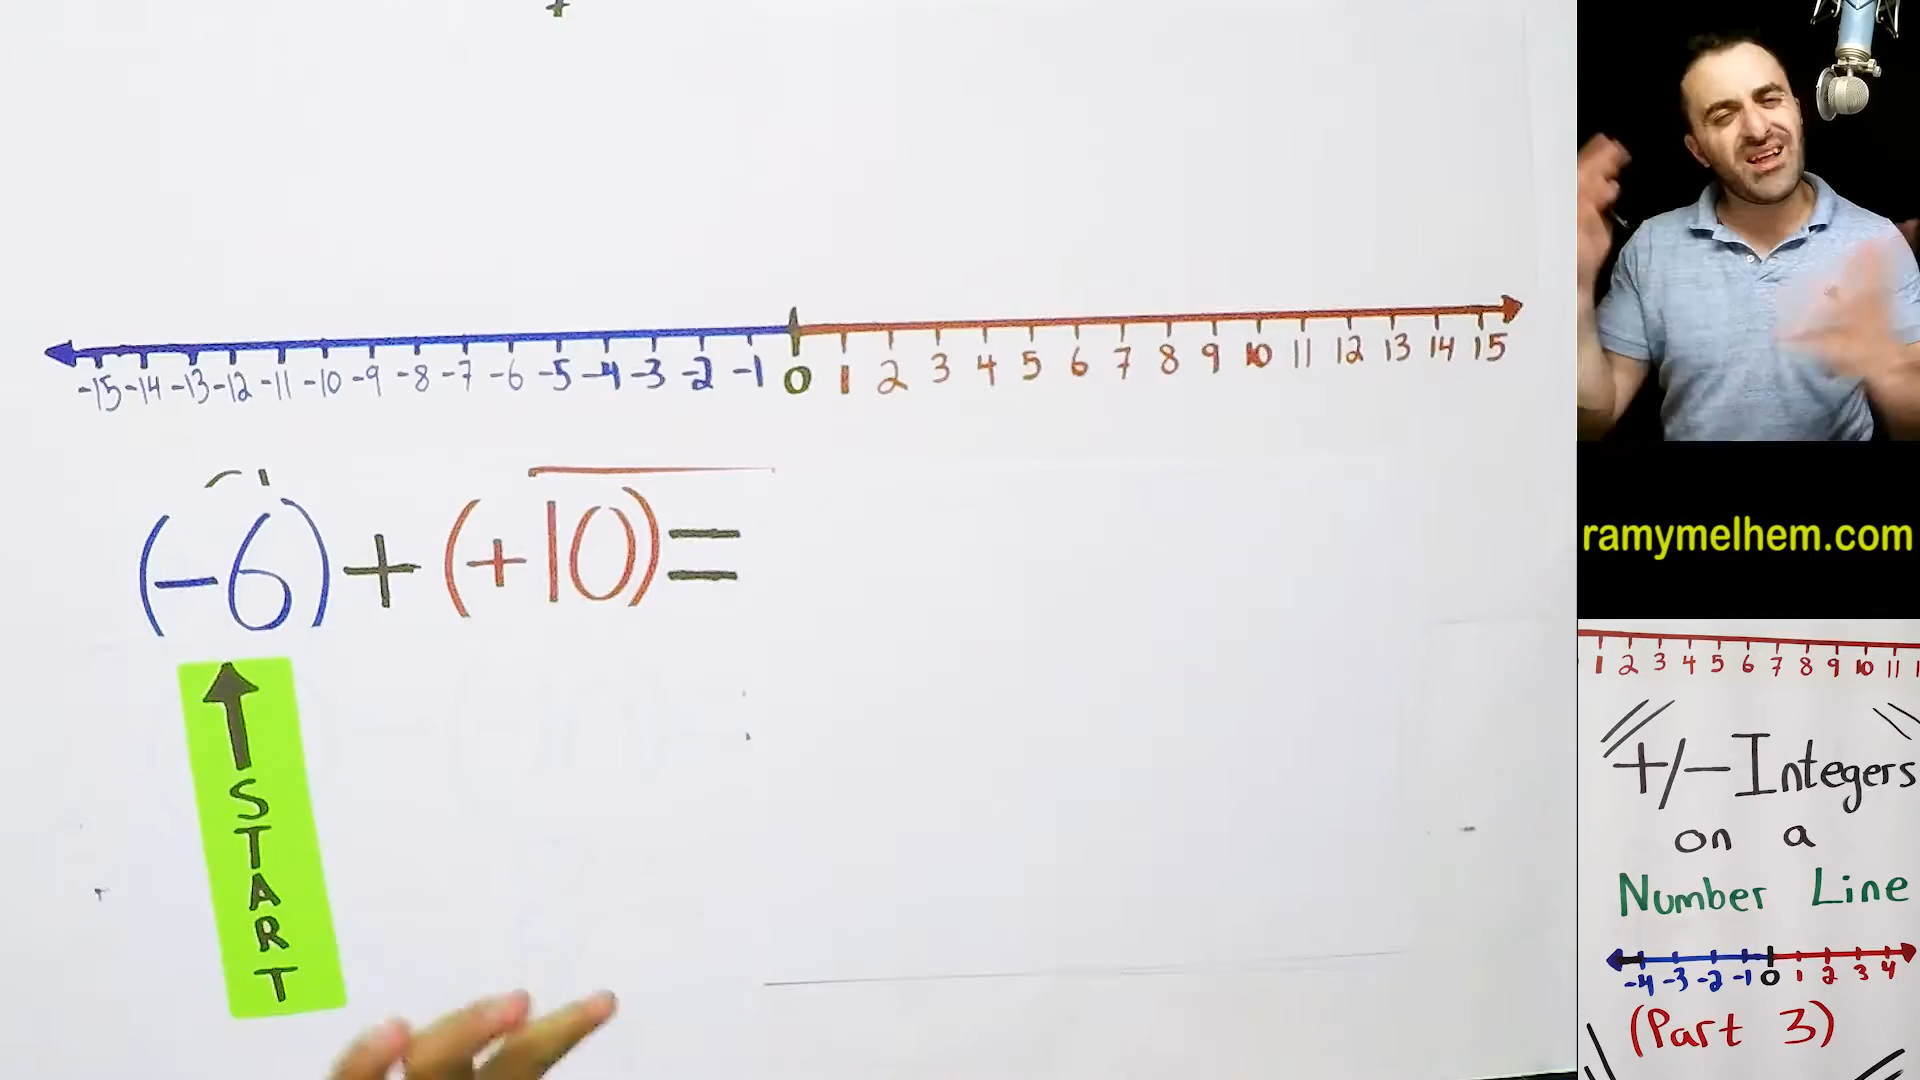 -15 -14 -13 -12 -11 -10 -9 -8 -7 -6 -5 -4 -3 -2 -1 0 1 2 3 4 5 6 7 8 9 10 11 12 13 14 15
(-6) + (+10) =
START
ramymelhem.com
1 2 3 4 5 6 7 8 9 10 11
+/- Integers
on a
Number Line
-4 -3 -2 -1 0 1 2 3 4
(Part 3)